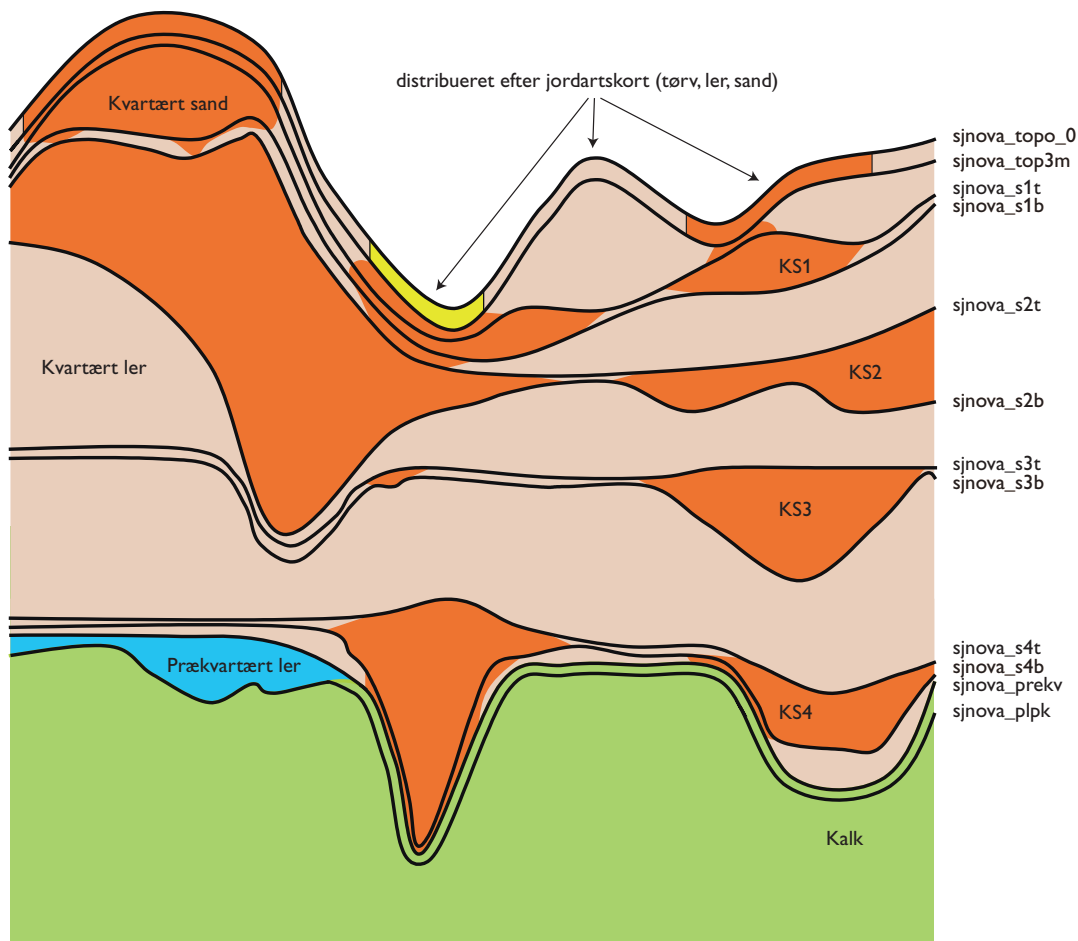 distribueret efter jordartskort (tørv, ler, sand)
Kvartært sand
sjnova_topo_0
sjnova_top3m
sjnova_s1t
sjnova_s1b
KS1
sjnova_s2t
Kvartært ler
KS2
sjnova_s2b
sjnova_s3t
sjnova_s3b
KS3
sjnova_s4t
Prækvartært ler
sjnova_s4b
sjnova_prekv
KS4
sjnova_plpk
Kalk